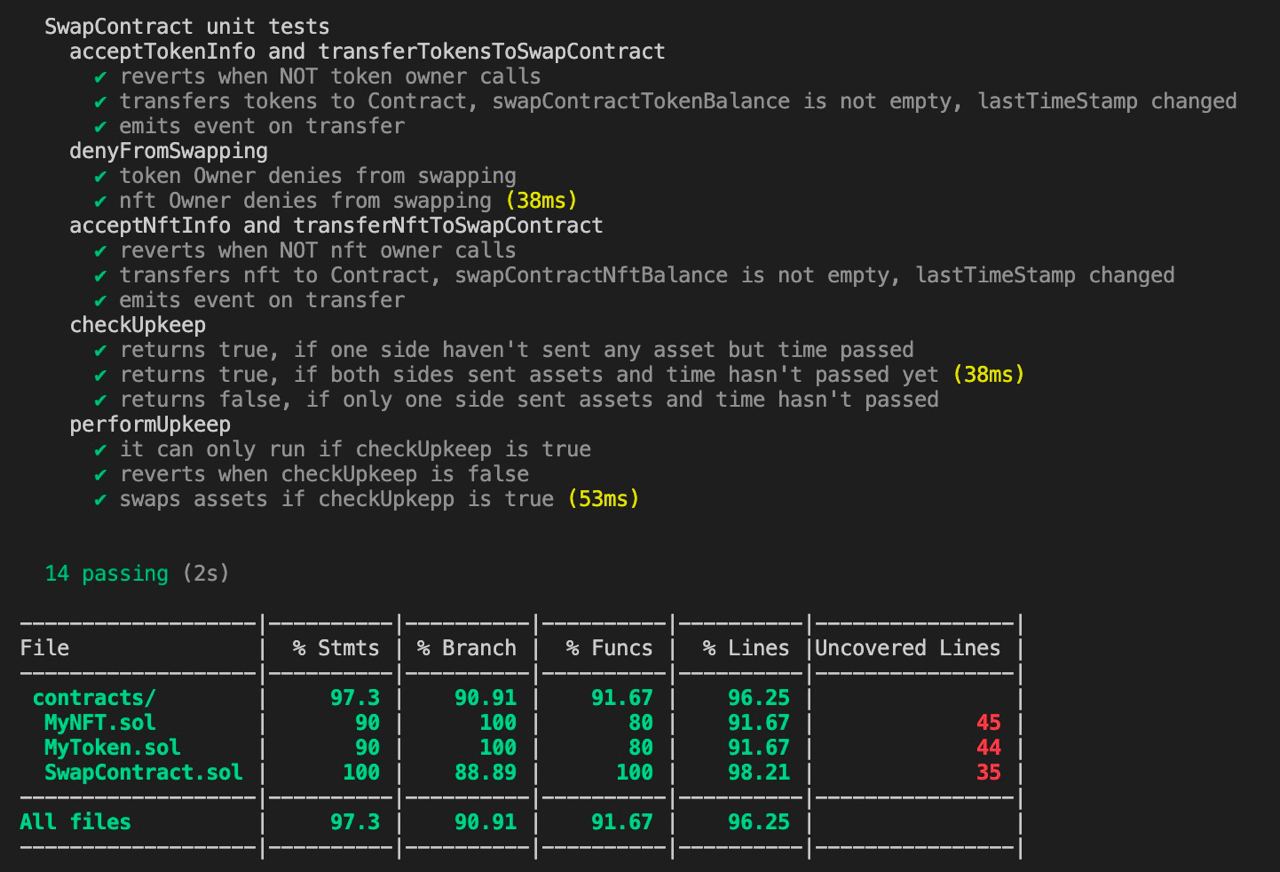 SwapContract unit tests
acceptTokenInfo and transferTokensToSwapContract
✔ reverts when NOT token owner calls
✔ transfers tokens to Contract, swapContractTokenBalance is not empty, lastTimeStamp changed
✔ emits event on transfer
denyFromSwapping
✔ token Owner denies from swapping
✔ nft Owner denies from swapping (38ms)
acceptNftInfo and transferNftToSwapContract
✔ reverts when NOT nft owner calls
✔ transfers nft to Contract, swapContractNftBalance is not empty, lastTimeStamp changed
✔ emits event on transfer
checkUpkeep
✔ returns true, if one side haven't sent any asset but time passed
✔ returns true, if both sides sent assets and time hasn't passed yet (38ms)
✔ returns false, if only one side sent assets and time hasn't passed
performUpkeep
✔ it can only run if checkUpkeep is true
✔ reverts when checkUpkeep is false
✔ swaps assets if checkUpkepp is true (53ms)
14 passing (2s)
File | % Stmts | % Branch | % Funcs | % Lines |Uncovered Lines |
contracts/ | 97.3 | 90.91 | 91.67 | 96.25 | |
MyNFT.sol | 90 | 100 | 80 | 91.67 | 45 |
MyToken.sol | 90 | 100 | 80 | 91.67 | 44 |
SwapContract.sol | 100 | 88.89 | 100 | 98.21 | 35 |
All files | 97.3 | 90.91 | 91.67 | 96.25 | |